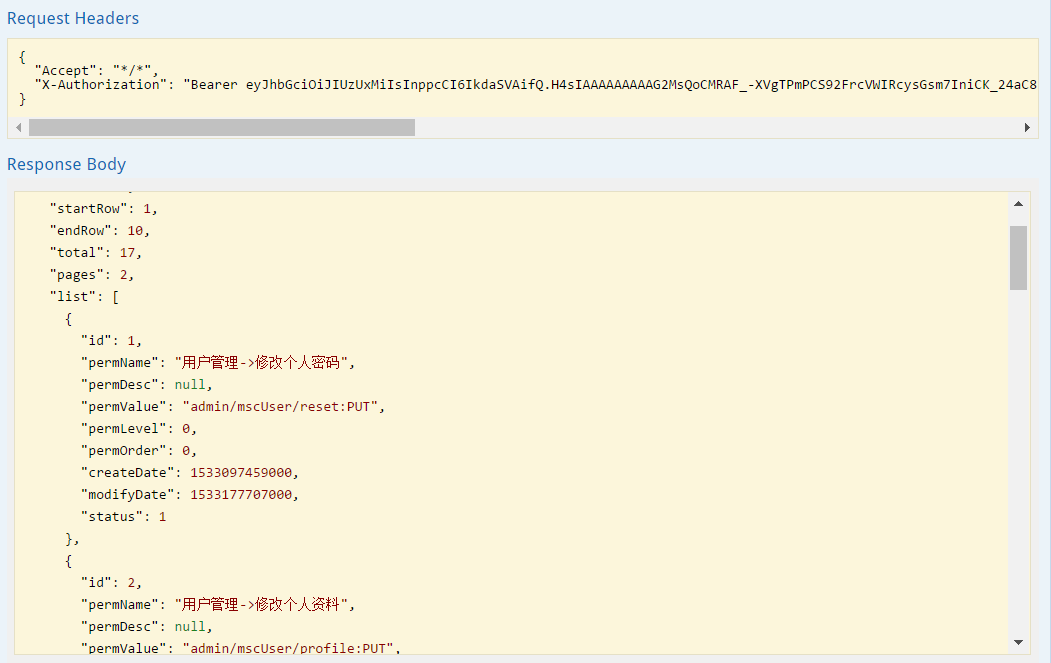 Request Headers
{
"Accept": "*/*",
"X-Authorization": "Bearer eyJhbGciOiJIUzUxMiIsInppcCI6IkdaSVAifQ.H4sIAAAAAAAAAG2MsQoCMRAF_-XVgTPmPCS92FrcVWIRcysGsm7IniCK_24aC8
}
Response Body
"startRow": 1,
"endRow": 10,
"total": 17,
"pages": 2,
"list": [
{
"id": 1,
"permName": "用户管理->修改个人密码",
"permDesc": null,
"permValue": "admin/mscUser/reset:PUT",
"permLevel": 0,
"permOrder": 0,
"createDate": 1533097459000,
"modifyDate": 1533177707000,
"status": 1
},
{
"id": 2,
"permName": "用户管理->修改个人资料",
"permDesc": null,
"permValue": "admin/mscUser/profile:PUT",